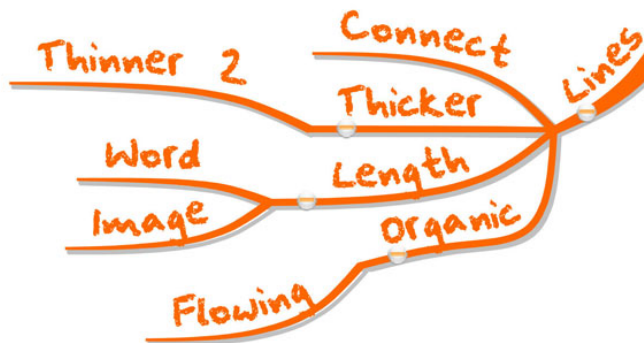 Connect
Lines
Thinner 2
Thicker
Word
Length
Image
Organic
Flowing